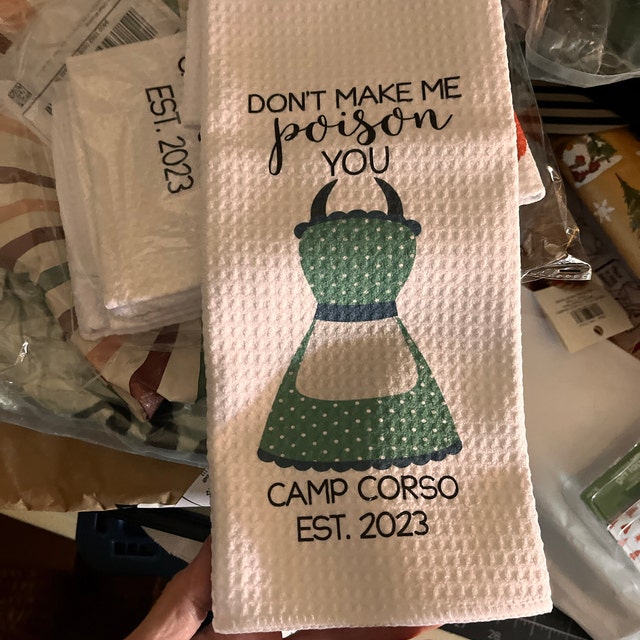 DON'T MAKE ME
poison
YOU
CAMP CORSO
EST. 2023
EST. 2023